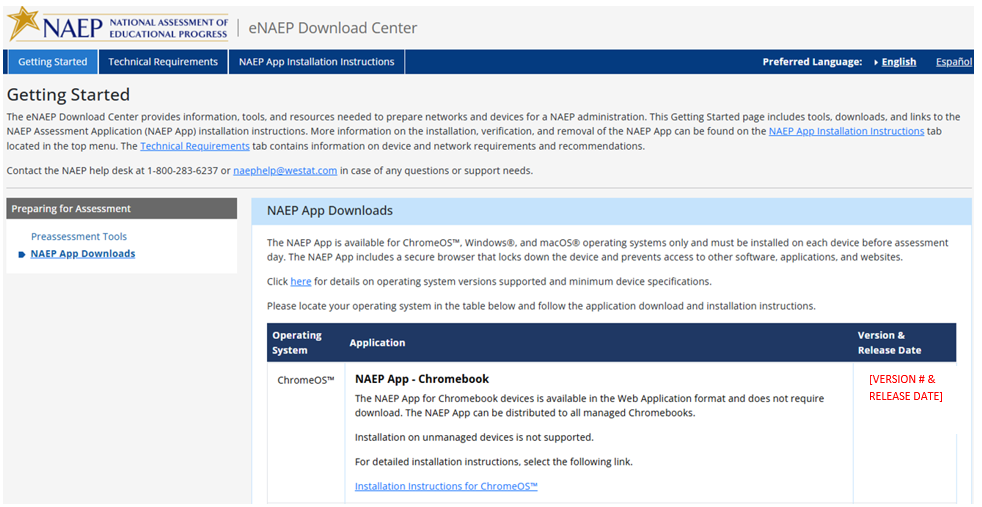 NAEP NATIONAL ASSESSMENT OF
EDUCATIONAL PROGRESS
eNAEP Download Center
Getting Started Technical Requirements NAEP App Installation Instructions Preferred Language: English Español
Getting Started
The eNAEP Download Center provides information, tools, and resources needed to prepare networks and devices for a NAEP administration. This Getting Started page includes tools, downloads, and links to the
NAEP Assessment Application (NAEP App) installation instructions. More information on the installation, verification, and removal of the NAEP App can be found on the NAEP App Installation Instructions tab
located in the top menu. The Technical Requirements tab contains information on device and network requirements and recommendations.
Contact the NAEP help desk at 1-800-283-6237 or naephelp@westat.com in case of any questions or support needs.
Preparing for Assessment
Preassessment Tools
NAEP App Downloads
NAEP App Downloads
The NAEP App is available for ChromeOS™, Windows®, and macOS® operating systems only and must be installed on each device before assessment
day. The NAEP App includes a secure browser that locks down the device and prevents access to other software, applications, and websites.
Click here for details on operating system versions supported and minimum device specifications.
Please locate your operating system in the table below and follow the application download and installation instructions.
Operating
System
Application
Version &
Release Date
ChromeOS™
NAEP App - Chromebook
The NAEP App for Chromebook devices is available in the Web Application format and does not require
download. The NAEP App can be distributed to all managed Chromebooks.
Installation on unmanaged devices is not supported.
For detailed installation instructions, select the following link.
Installation Instructions for ChromeOS™
[VERSION # &
RELEASE DATE]